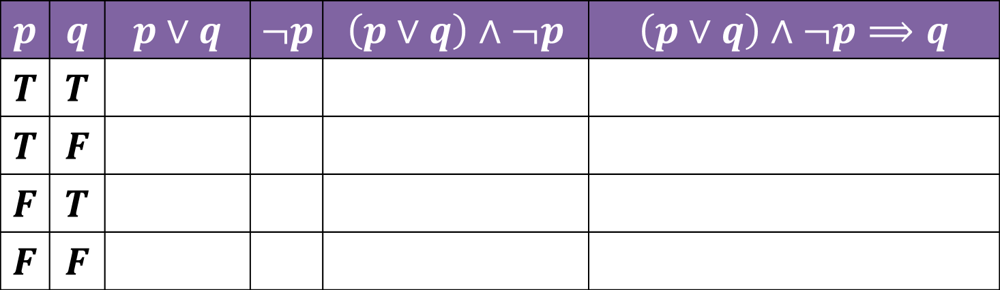 p q p ∨ q ¬p (p ∨ q) ∧ ¬p (p ∨ q) ∧ ¬p ⟹ q
T T
T F
F T
F F